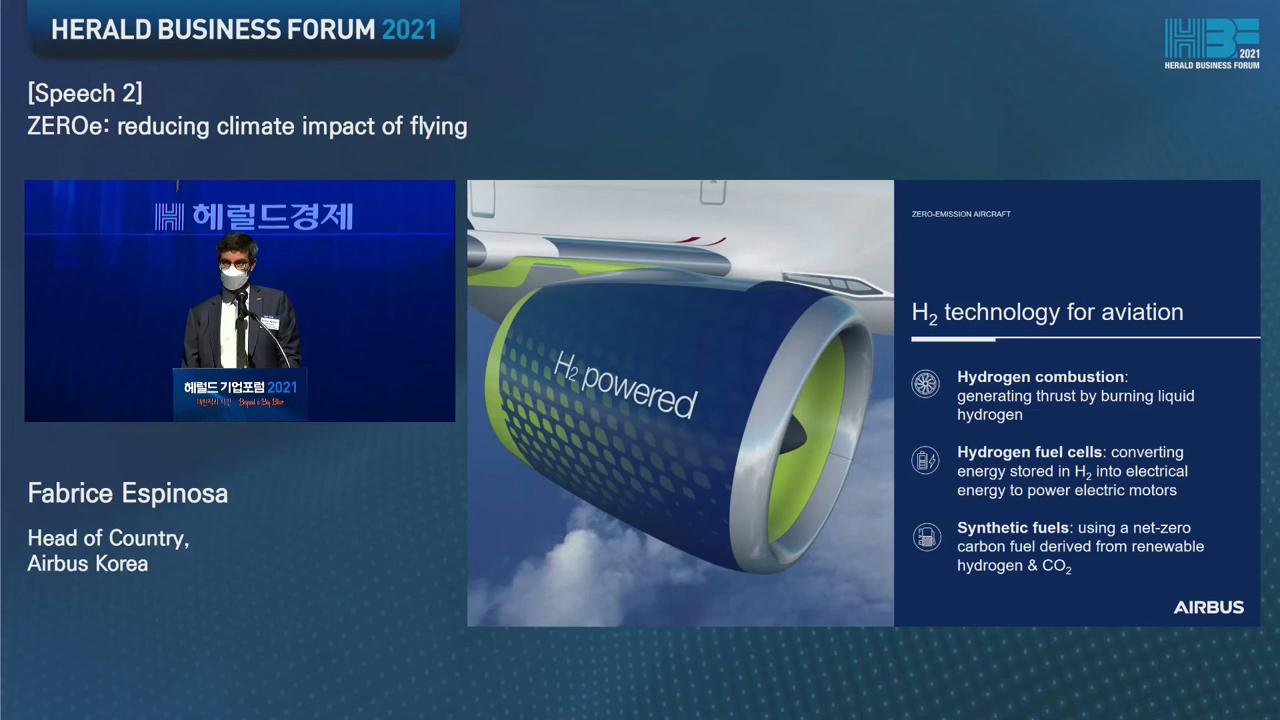 HERALD BUSINESS FORUM 2021
HBF 2021
HERALD BUSINESS FORUM
[Speech 2]
ZEROe: reducing climate impact of flying
헤럴드경제
헤럴드 기업포럼 2021
Fabrice Espinosa
Head of Country,
Airbus Korea
H₂ powered
ZERO-EMISSION AIRCRAFT
H₂ technology for aviation
Hydrogen combustion:
generating thrust by burning liquid
hydrogen
Hydrogen fuel cells: converting
energy stored in H₂ into electrical
energy to power electric motors
Synthetic fuels: using a net-zero
carbon fuel derived from renewable
hydrogen & CO₂
AIRBUS